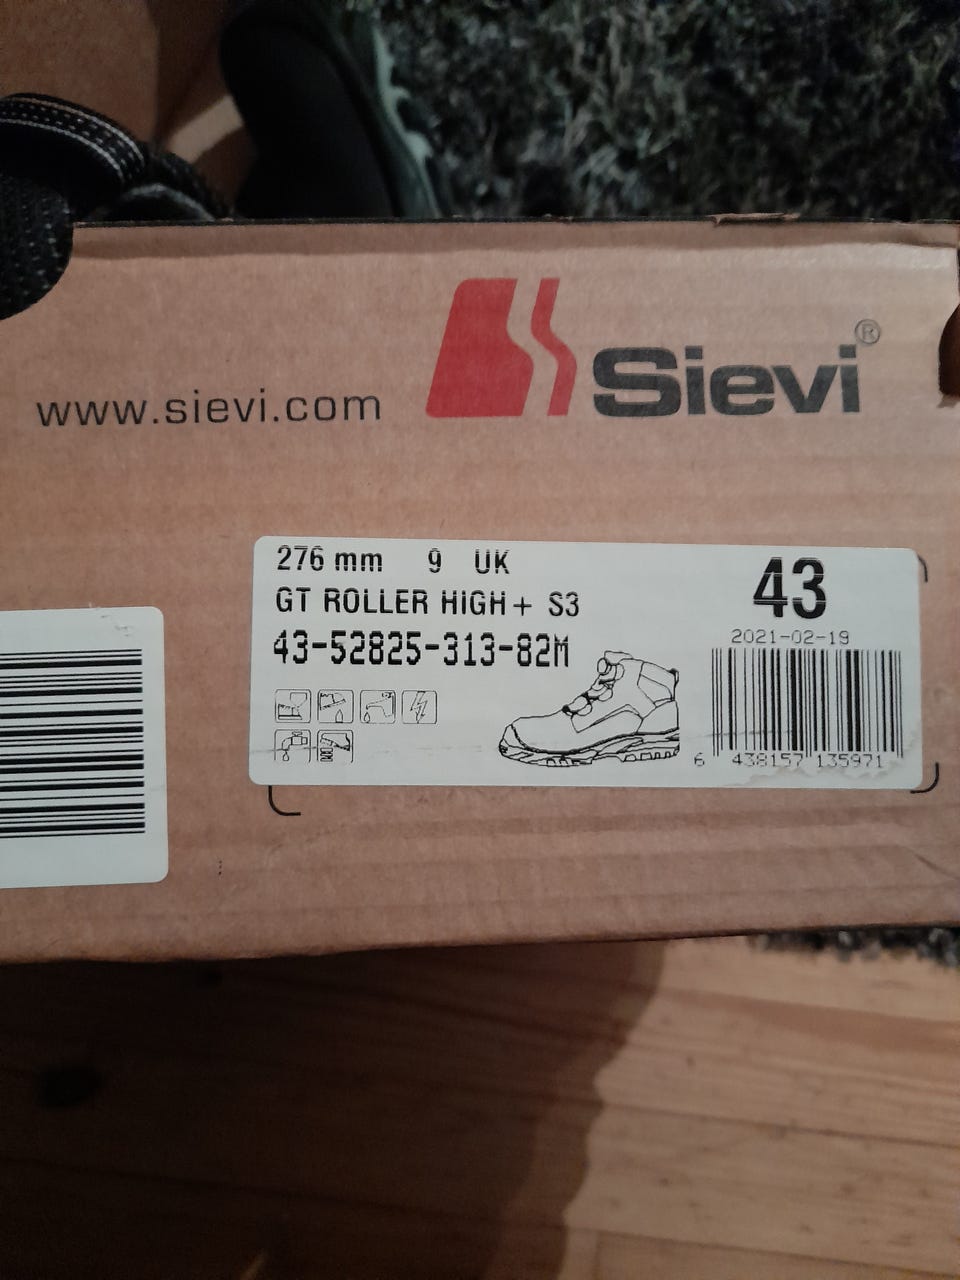 www.sievi.com
Sievi®
276 mm 9 UK
GT ROLLER HIGH+ S3
43-52825-313-82M
43
2021-02-19
6 438157 135971